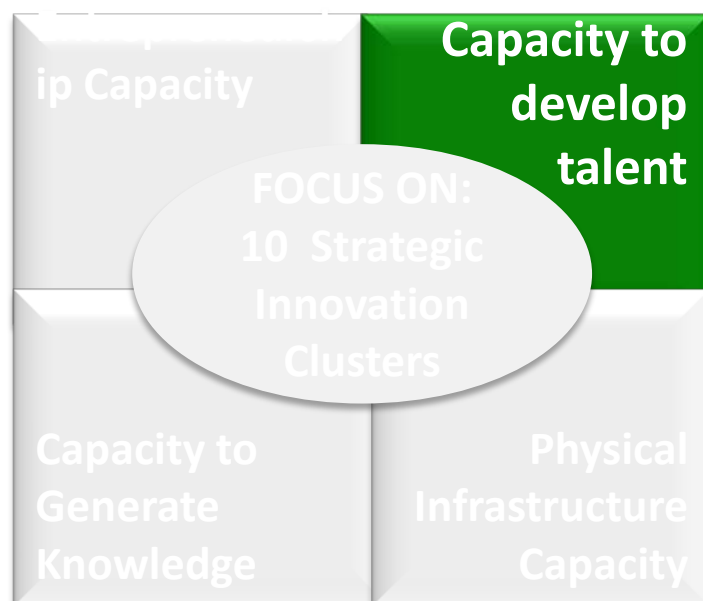 ip Capacity
Capacity to
develop
talent
FOCUS ON:
10 Strategic
Innovation
Clusters
Capacity to
Generate
Knowledge
Physical
Infrastructure
Capacity